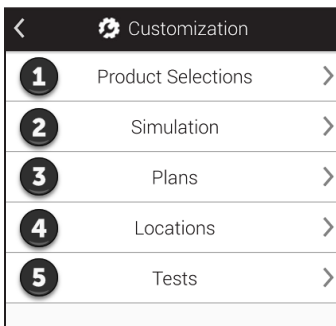 Customization
1 Product Selections
2 Simulation
3 Plans
4 Locations
5 Tests